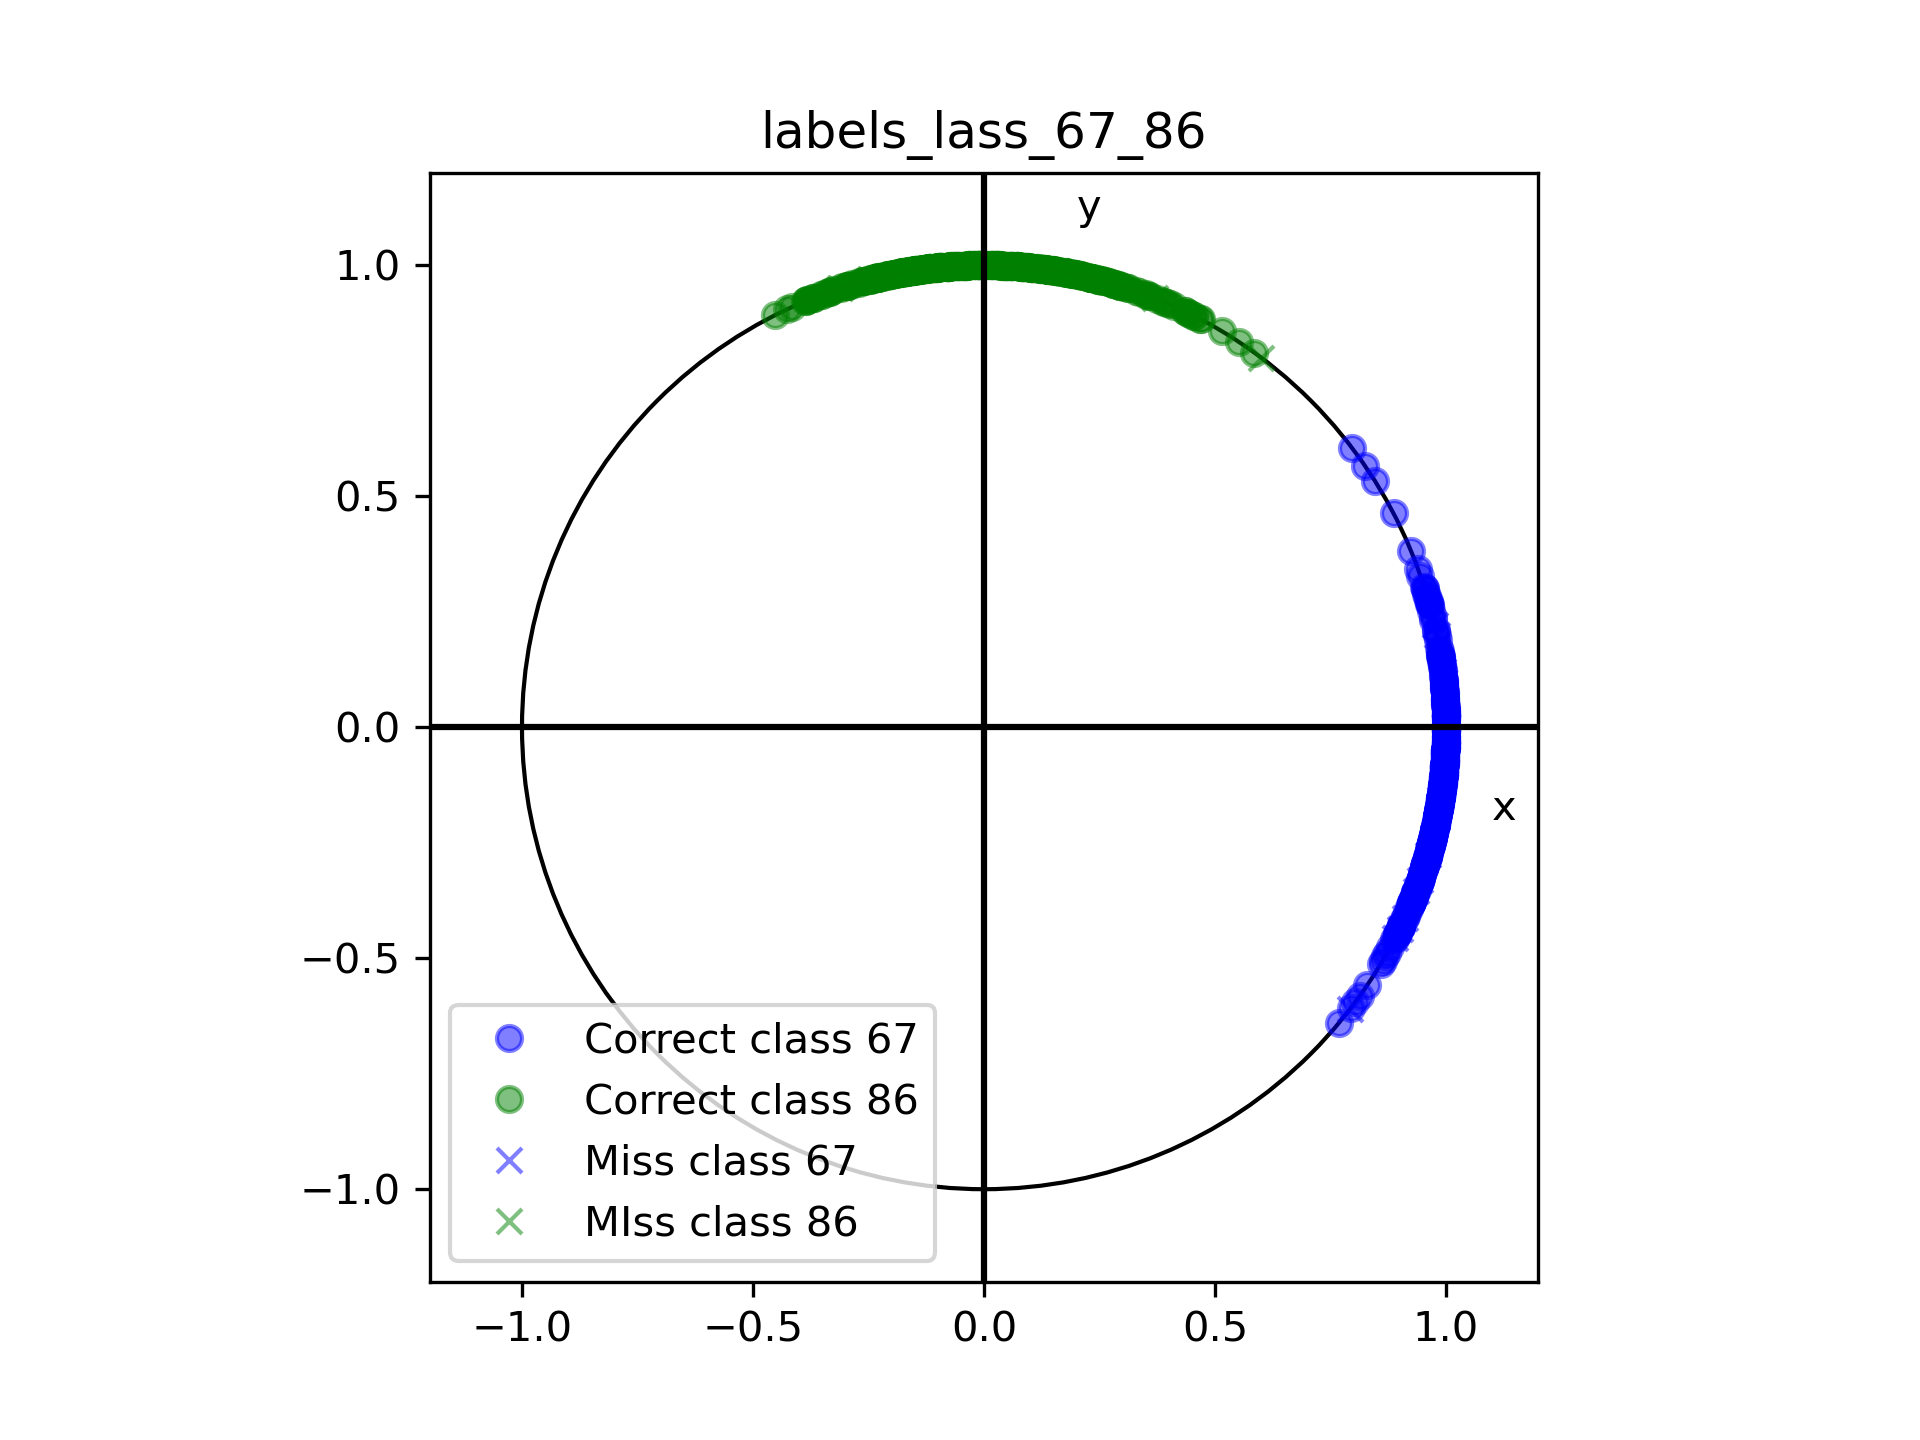 labels_lass_67_86
y
1.0
0.5
0.0
x
−0.5
−1.0
Correct class 67
Correct class 86
Miss class 67
MIss class 86
−1.0 −0.5 0.0 0.5 1.0